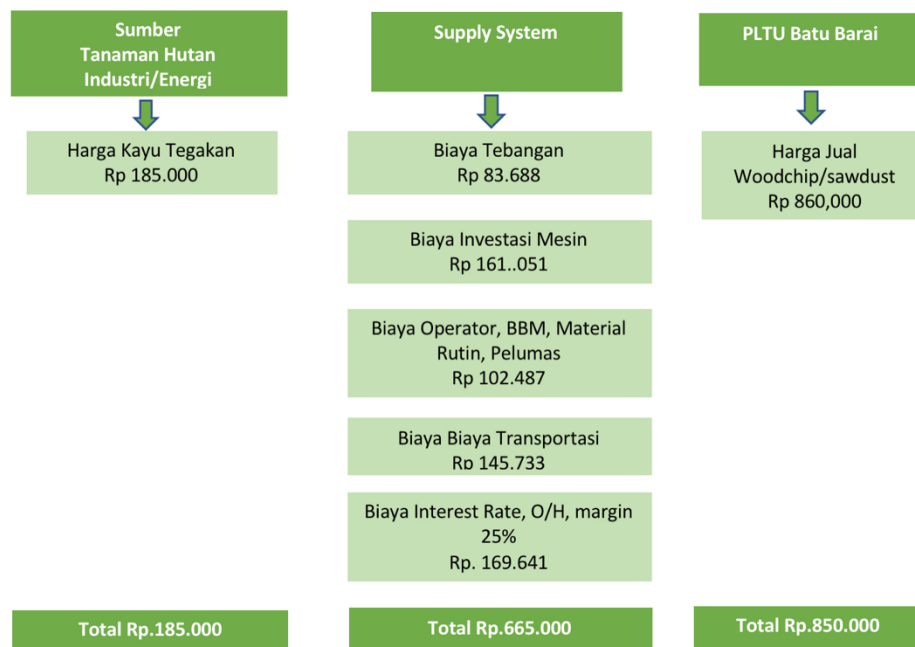 Sumber
Tanaman Hutan
Industri/Energi
Harga Kayu Tegakan
Rp 185.000
Total Rp.185.000
Supply System
Biaya Tebangan
Rp 83.688
Biaya Investasi Mesin
Rp 161..051
Biaya Operator, BBM, Material
Rutin, Pelumas
Rp 102.487
Biaya Biaya Transportasi
Rp 145.733
Biaya Interest Rate, O/H, margin
25%
Rp. 169.641
Total Rp.665.000
PLTU Batu Barai
Harga Jual
Woodchip/sawdust
Rp 860,000
Total Rp.850.000